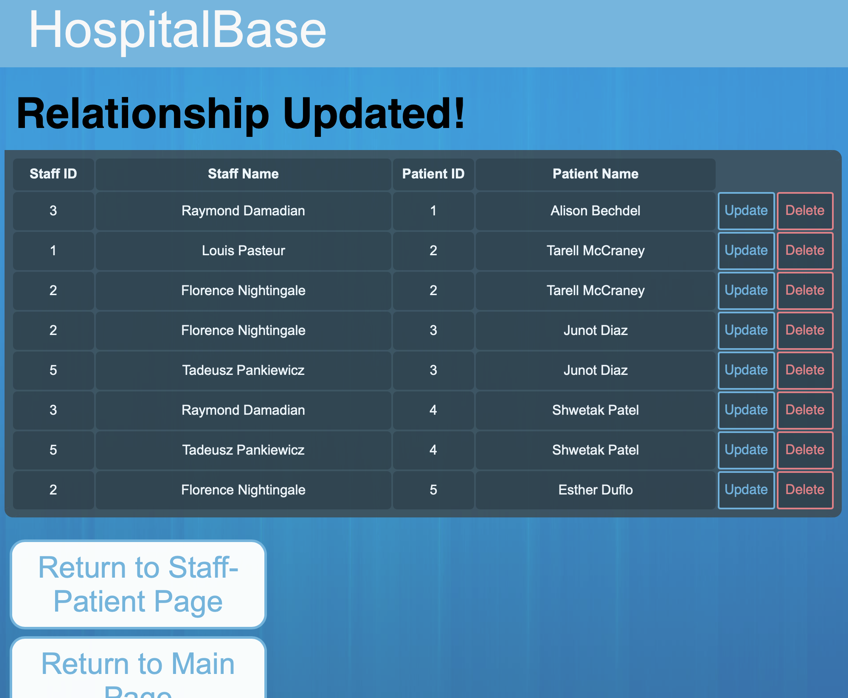 HospitalBase
Relationship Updated!
Staff ID Staff Name Patient ID Patient Name
3 Raymond Damadian 1 Alison Bechdel Update Delete
1 Louis Pasteur 2 Tarell McCraney Update Delete
2 Florence Nightingale 2 Tarell McCraney Update Delete
2 Florence Nightingale 3 Junot Diaz Update Delete
5 Tadeusz Pankiewicz 3 Junot Diaz Update Delete
3 Raymond Damadian 4 Shwetak Patel Update Delete
5 Tadeusz Pankiewicz 4 Shwetak Patel Update Delete
2 Florence Nightingale 5 Esther Duflo Update Delete
Return to Staff-
Patient Page
Return to Main
Page